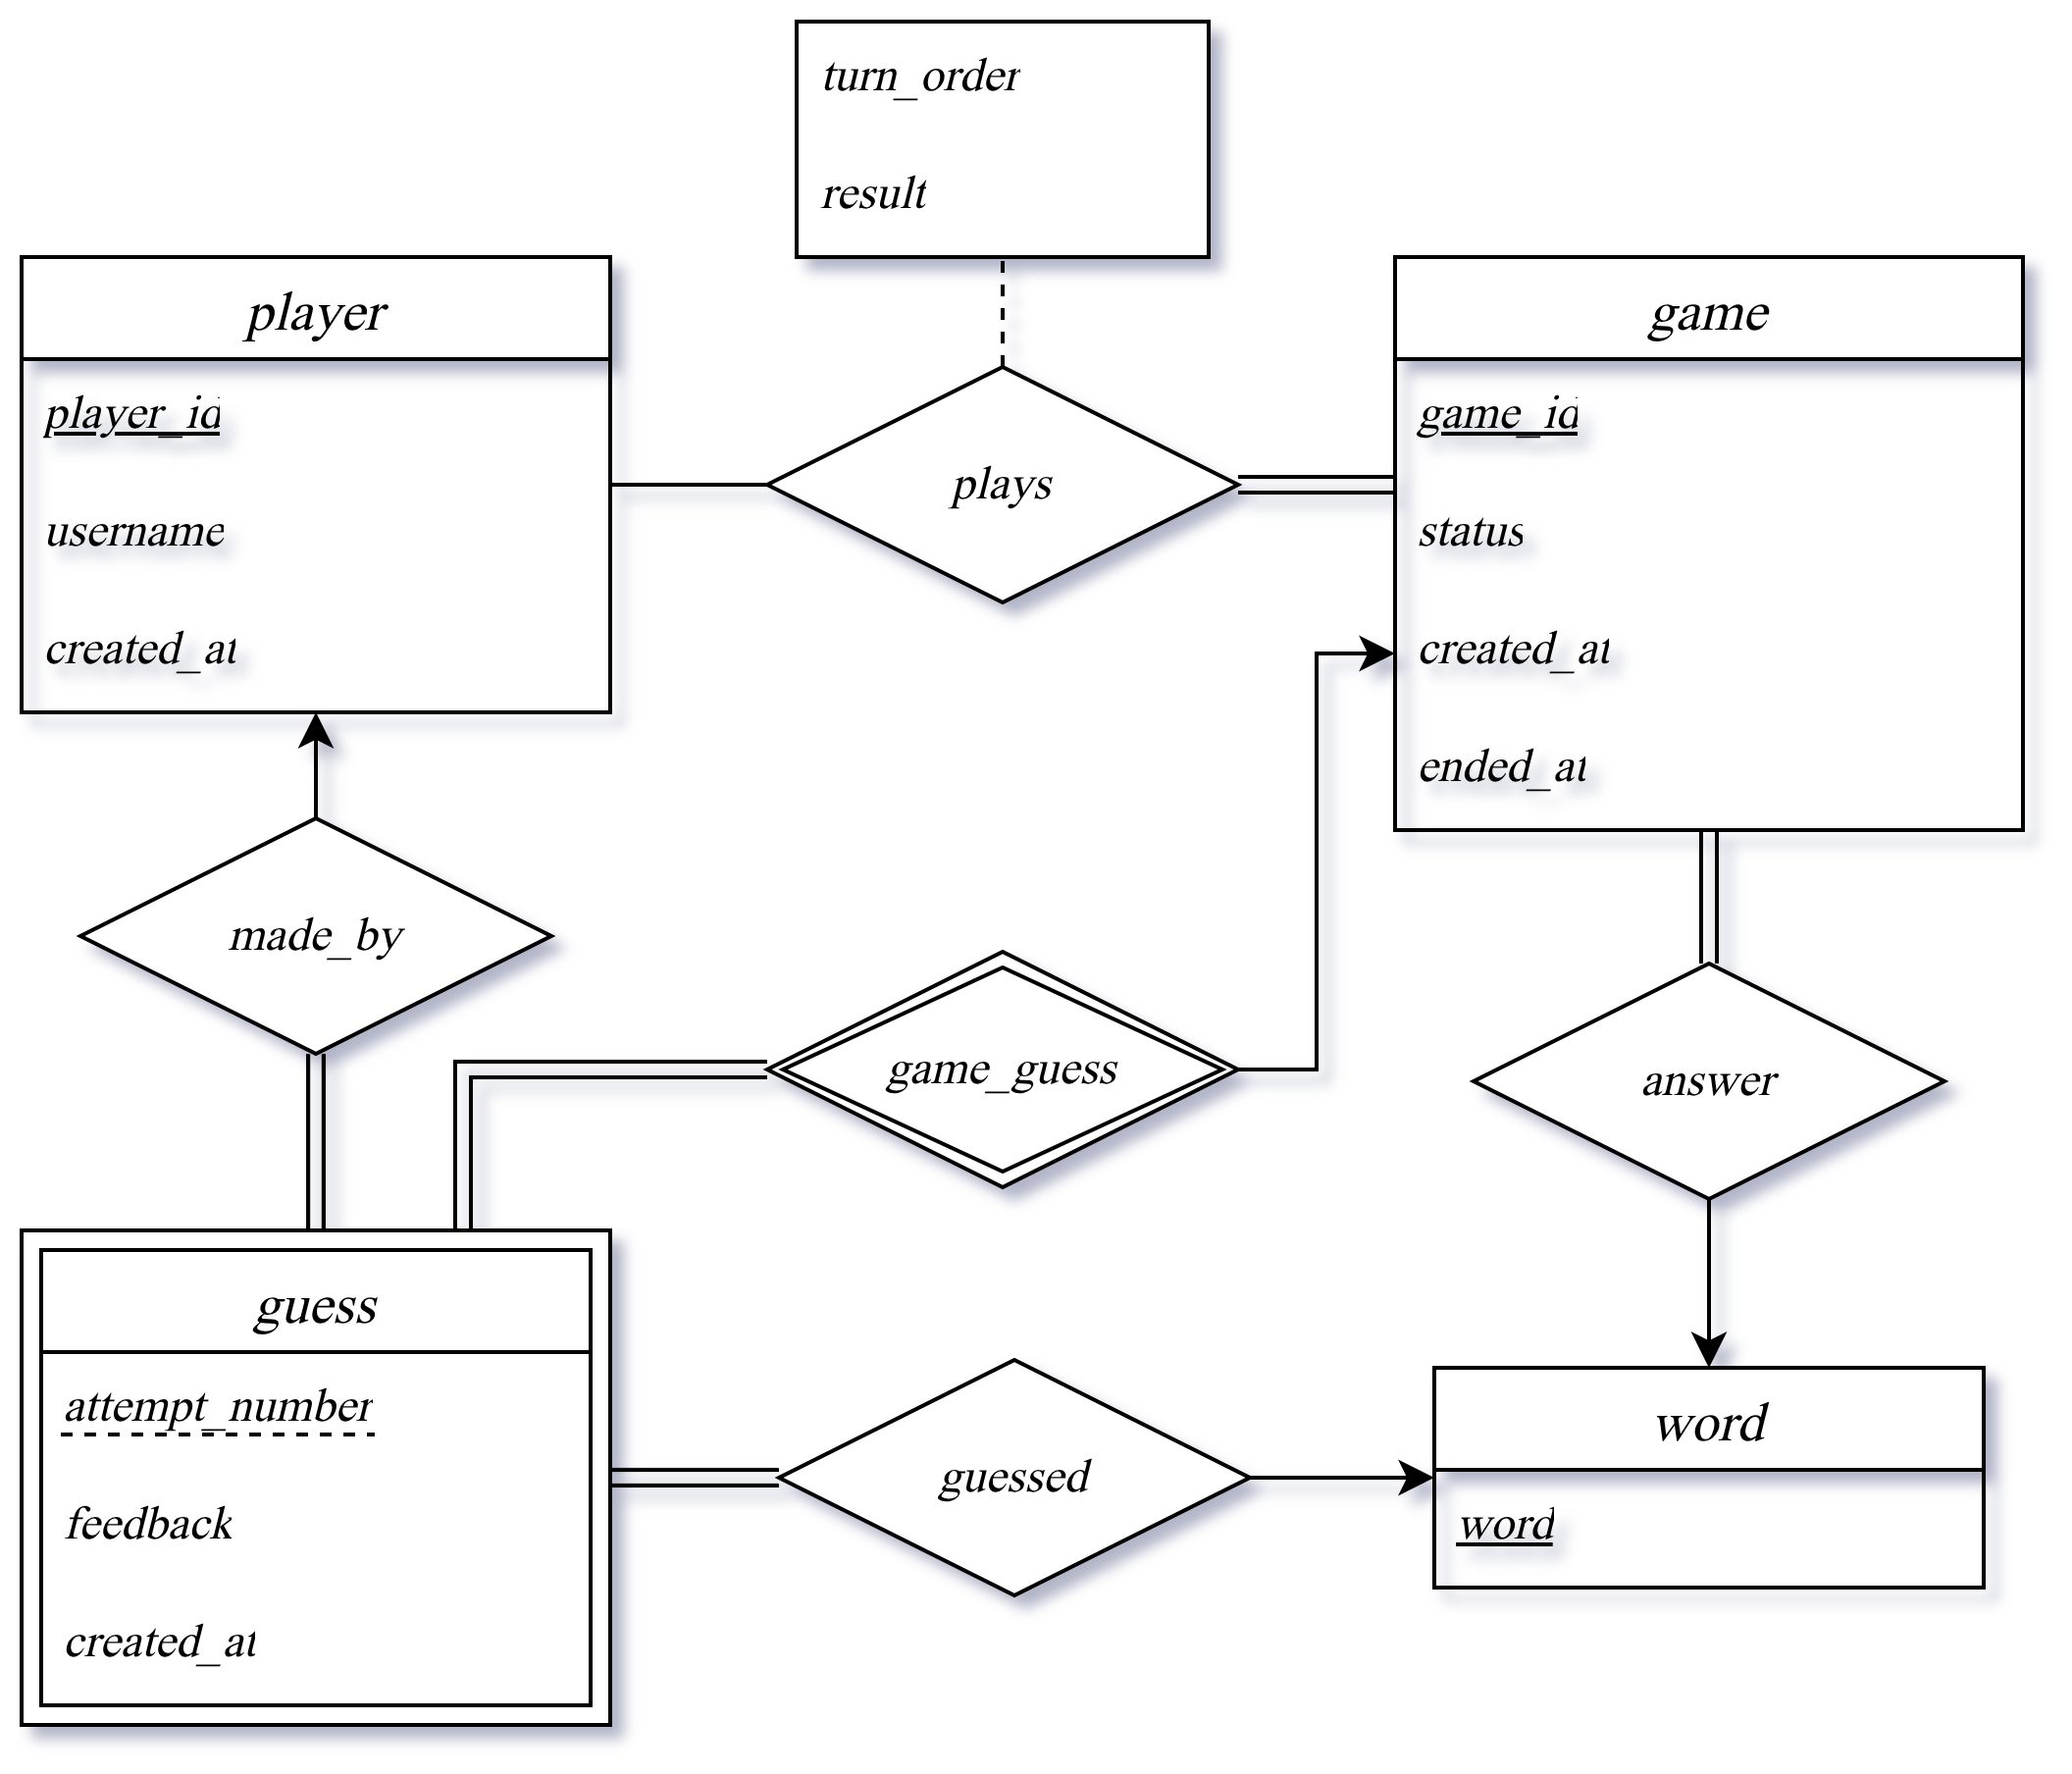 turn_order
result
player
player_id
username
created_at
plays
game
game_id
status
created_at
ended_at
made_by
game_guess
answer
guess
attempt_number
feedback
created_at
guessed
word
word